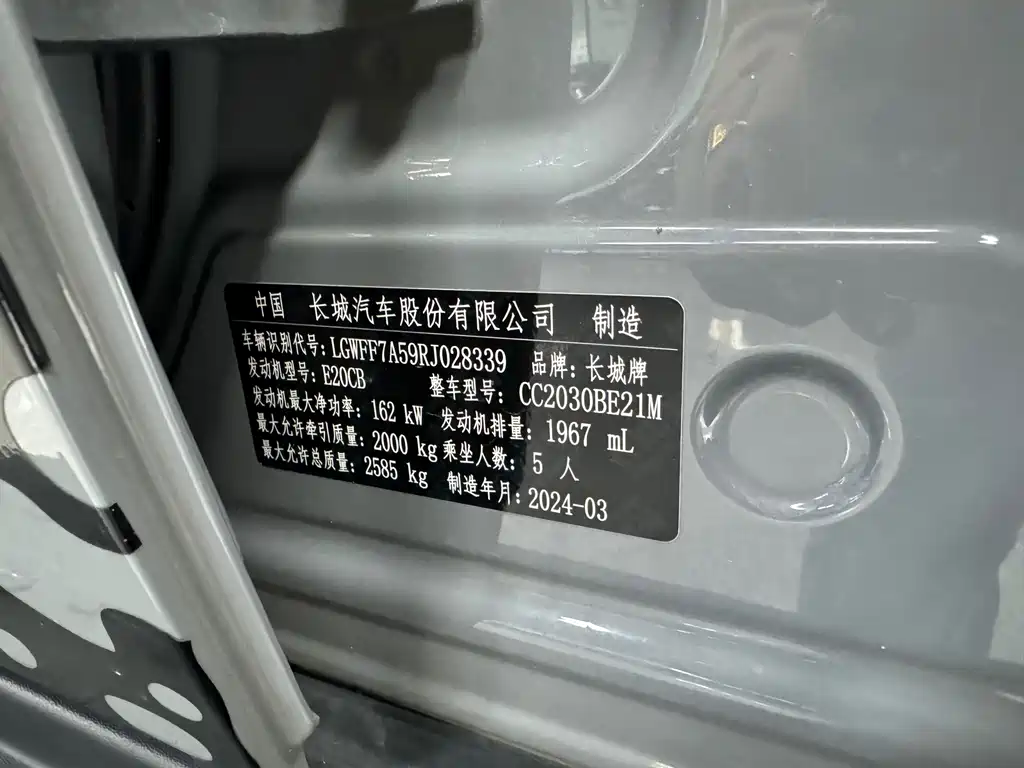 中国 长城汽车股份有限公司 制造
车辆识别代号:LGWFF7A59RJ028339 品牌:长城牌
发动机型号:E20CB 整车型号:CC2030BE21M
发动机最大净功率:162 kW 发动机排量:1967 mL
最大允许牵引质量:2000 kg 乘坐人数:5 人
最大允许总质量:2585 kg 制造年月:2024-03